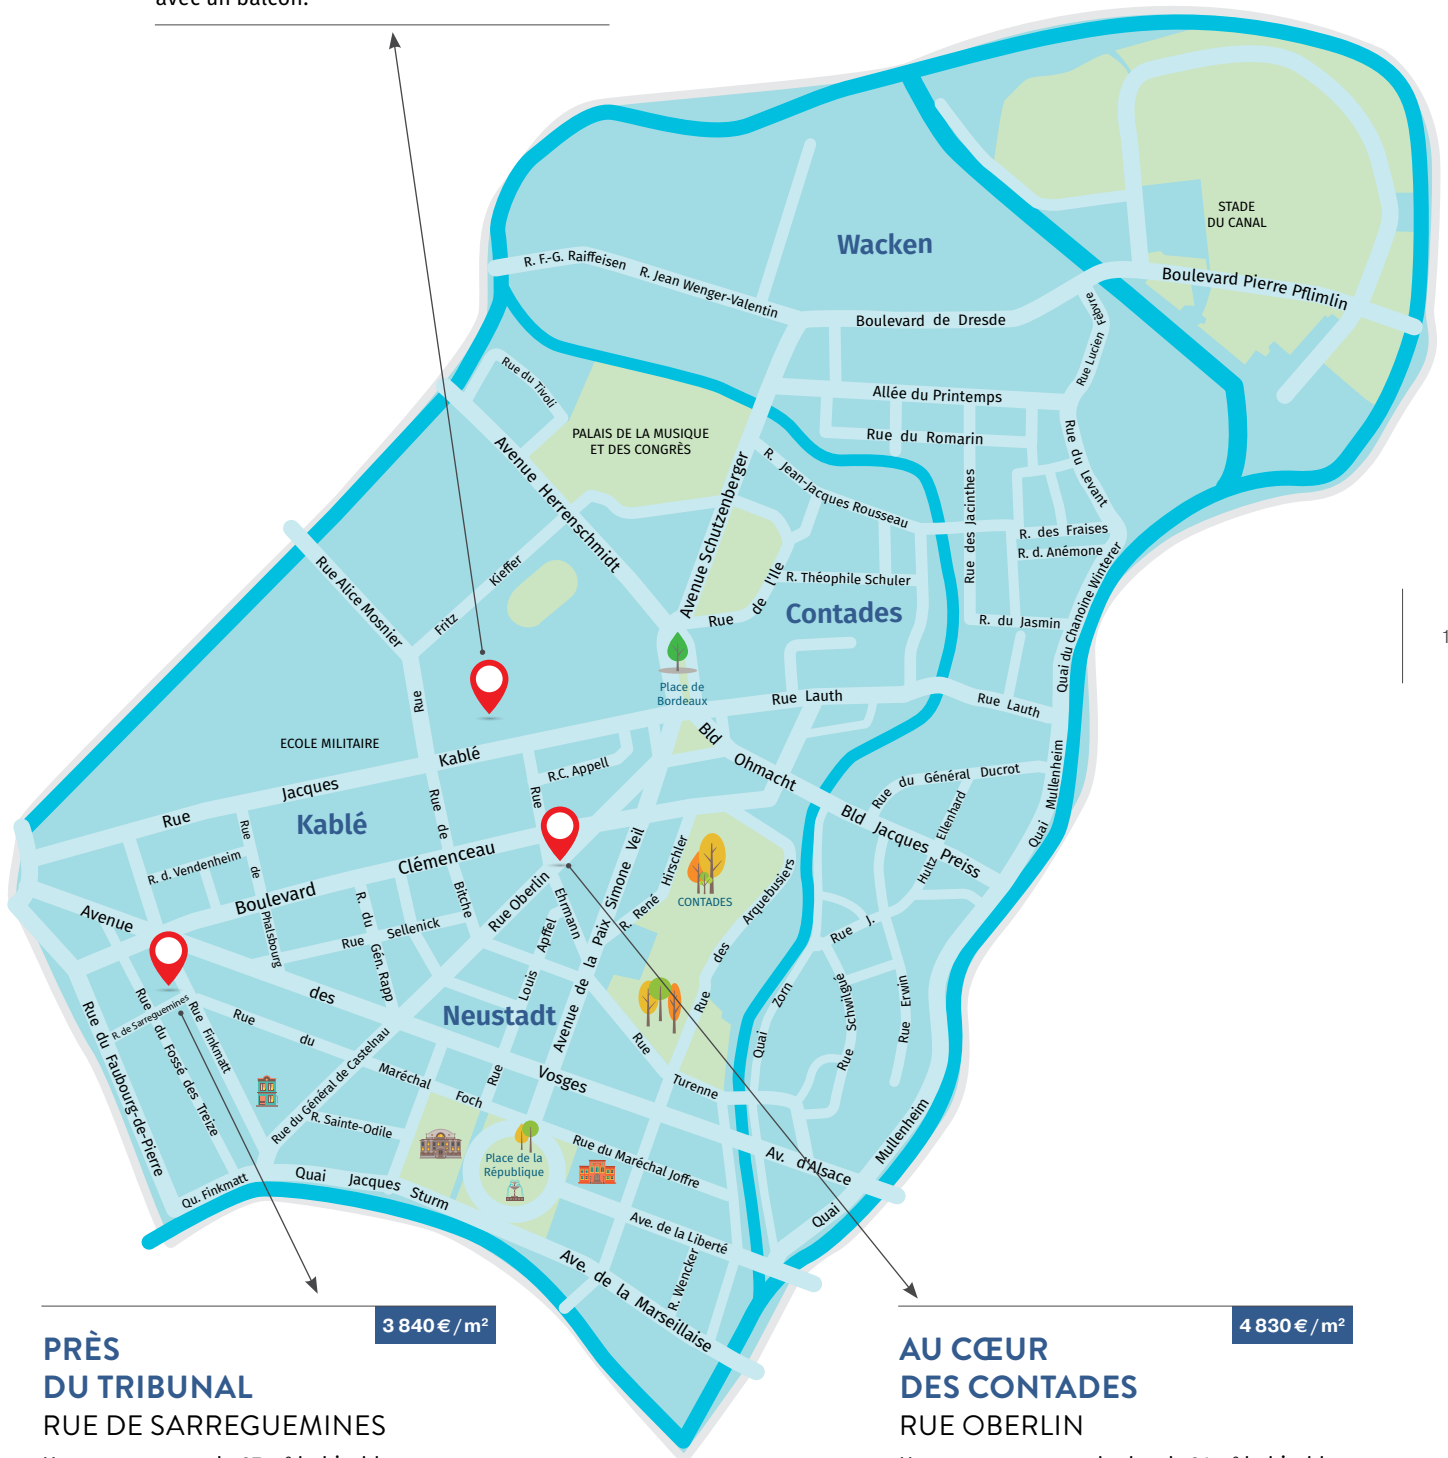 avec un balcon.
STADE
DU CANAL
Wacken
R. F.-G. Raiffeisen
R. Jean Wenger-Valentin
Boulevard Pierre Pflimlin
Boulevard de Dresde
Rue Lucien Febvre
Rue du Tivoli
Allée du Printemps
PALAIS DE LA MUSIQUE
ET DES CONGRÈS
Rue du Romarin
Rue du Levant
Avenue Herrenschmidt
Avenue Schutzenberger
R. Jean-Jacques Rousseau
Rue des Jacinthes
R. des Fraises
R. d. Anémone
Rue Alice Mosnier
Fritz Kieffer
R. Théophile Schuler
Rue de l'Ile
Contades
R. du Jasmin
Quai du Chanoine Winterer
1
Place de
Bordeaux
Rue Lauth
Rue Lauth
Rue de Bitche
ECOLE MILITAIRE
Rue Jacques Kablé
R.C. Appell
Bld Ohmacht
Rue du Général Ducrot
Quai Mullenheim
Kablé
Rue Ehrmann
Bld Jacques Preiss
Hultz Ellenhard
R. d. Vendenheim
Rue de Phalsbourg
Boulevard Clémenceau
Avenue de la Paix Simone Veil
R. René Hirschler
CONTADES
Rue des Arquebusiers
Rue Oberlin
R. du Gén. Rapp
Rue Sellenick
Rue Louis Apffel
Rue J.
Schwilgué
Rue
Rue Erwin
Quai Zorn
Avenue des Vosges
Neustadt
Rue Turenne
R. de Sarreguemines
Rue Finkmatt
Rue du Fossé des Treize
Rue du Faubourg-de-Pierre
Rue du Maréchal Foch
Rue du Général de Castelnau
R. Sainte-Odile
Place de la
République
Rue du Maréchal Joffre
Av. d'Alsace
Quai Mullenheim
Qu. Finkmatt
Quai Jacques Sturm
Ave. de la Liberté
R. Wencker
Ave. de la Marseillaise
3 840 € / m²
PRÈS
DU TRIBUNAL
RUE DE SARREGUEMINES
4 830 € / m²
AU CŒUR
DES CONTADES
RUE OBERLIN